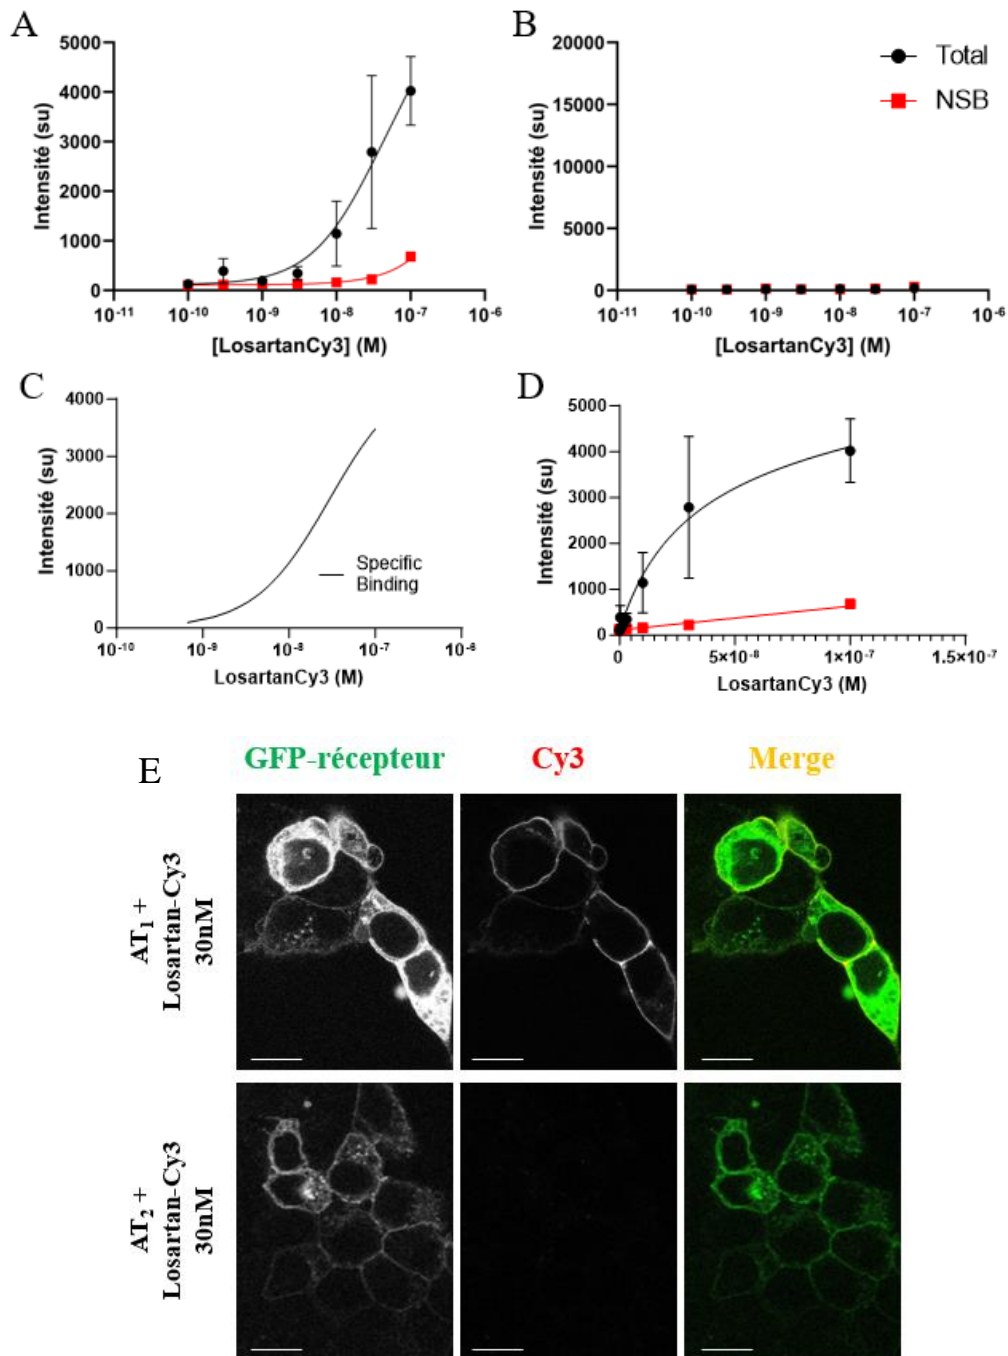 A
5000
4000
3000
2000
1000
0
Intensité (su)
10-11
10-10
10-9
10-8
10-7
10-6
[LosartanCy3] (M)
B
20000
15000
10000
5000
0
Intensité (su)
10-11
10-10
10-9
10-8
10-7
10-6
[LosartanCy3] (M)
Total
NSB
C
4000
3000
2000
1000
0
Intensité (su)
10-10
10-9
10-8
10-7
10-6
LosartanCy3 (M)
Specific
Binding
D
5000
4000
3000
2000
1000
0
Intensité (su)
0
5×10-8
1×10-7
1.5×10-7
LosartanCy3 (M)
E
GFP-récepteur
Cy3
Merge
AT1 +
Losartan-Cy3
30nM
AT2 +
Losartan-Cy3
30nM